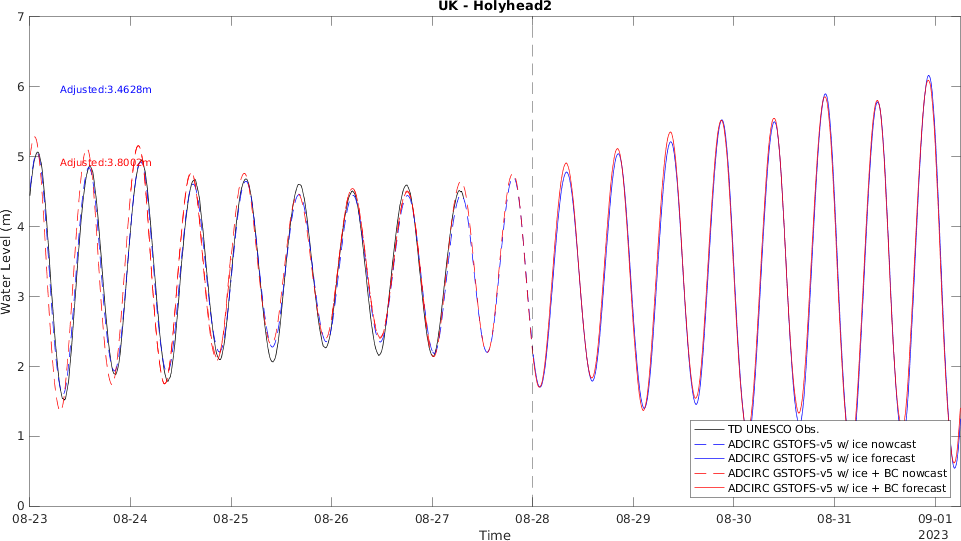 UK - Holyhead2
Water Level (m)
7
6
5
4
3
2
1
0
Adjusted:3.4628m
Adjusted:3.8002m
TD UNESCO Obs.
ADCIRC GSTOFS-v5 w/ ice nowcast
ADCIRC GSTOFS-v5 w/ ice forecast
ADCIRC GSTOFS-v5 w/ ice + BC nowcast
ADCIRC GSTOFS-v5 w/ ice + BC forecast
08-23 08-24 08-25 08-26 08-27 08-28 08-29 08-30 08-31 09-01
Time
2023